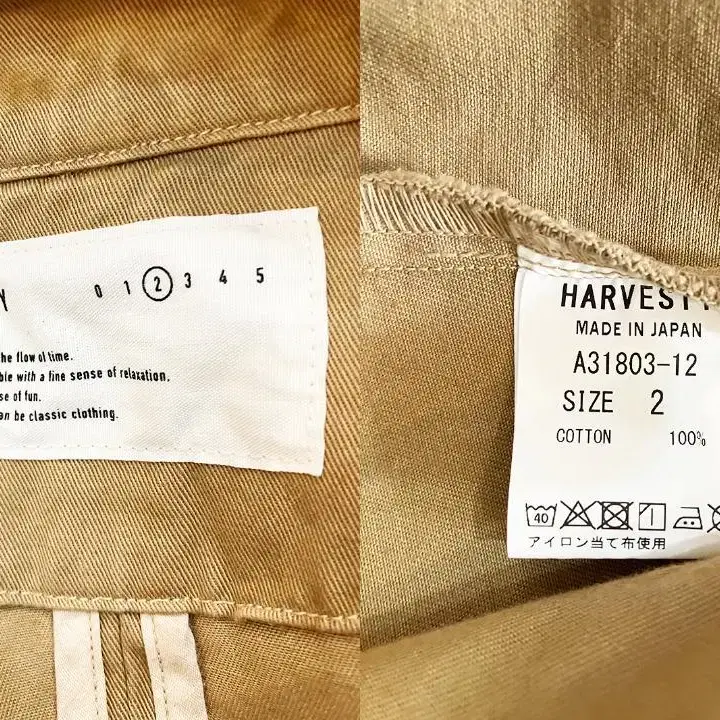 Y
0 1 2 3 4 5
the flow of time.
ble with a fine sense of relaxation,
se of fun.
an be classic clothing.
HARVESTY
MADE IN JAPAN
A31803-12
SIZE 2
COTTON 100%
40
アイロン当て布使用